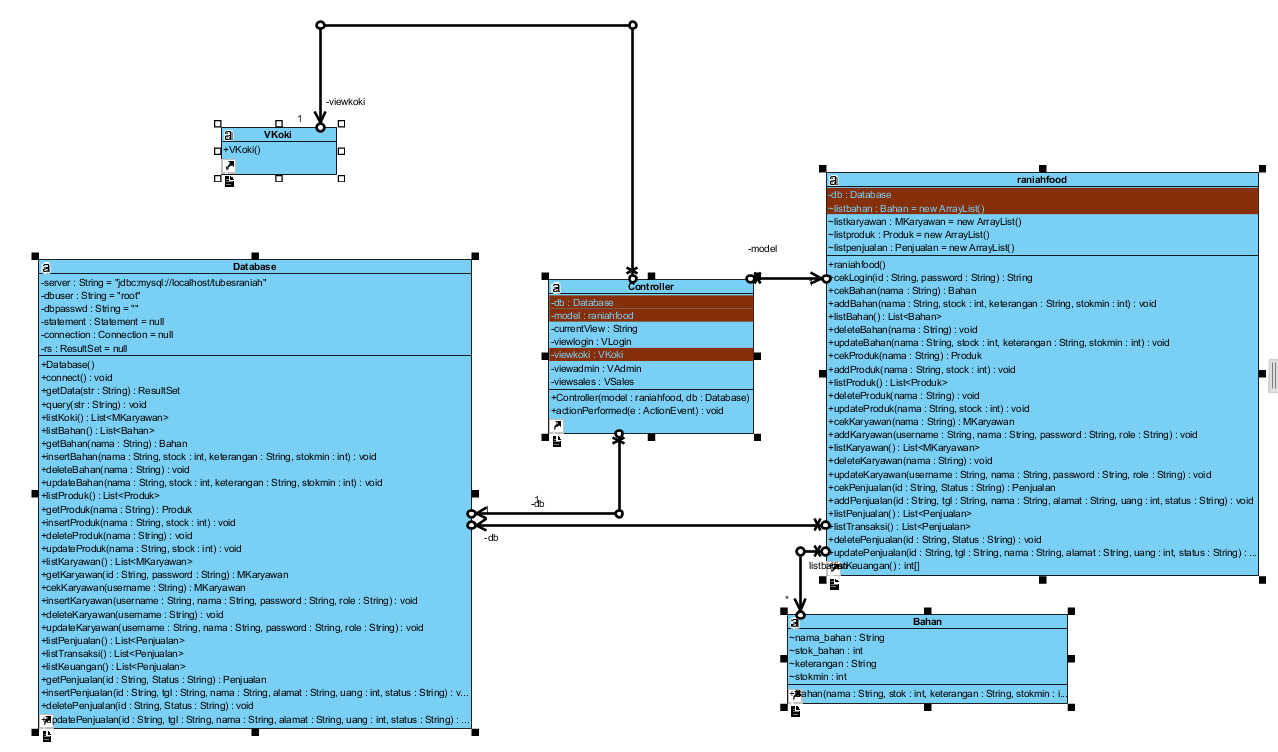 -viewkoki
1
VKoki
+VKoki()
Database
-server : String = "jdbc:mysql://localhost/tubesraniah"
-dbuser : String = "root"
-dbpasswd : String = ""
-statement : Statement = null
-connection : Connection = null
-rs : ResultSet = null
+Database()
+connect() : void
+getData(str : String) : ResultSet
+query(str : String) : void
+listKoki() : List<MKaryawan>
+listBahan() : List<Bahan>
+getBahan(nama : String) : Bahan
+insertBahan(nama : String, stock : int, keterangan : String, stokmin : int) : void
+deleteBahan(nama : String) : void
+updateBahan(nama : String, stock : int, keterangan : String, stokmin : int) : void
+listProduk() : List<Produk>
+getProduk(nama : String) : Produk
+insertProduk(nama : String, stock : int) : void
+deleteProduk(nama : String) : void
+updateProduk(nama : String, stock : int) : void
+listKaryawan() : List<MKaryawan>
+getKaryawan(id : String, password : String) : MKaryawan
+cekKaryawan(username : String) : MKaryawan
+insertKaryawan(username : String, nama : String, password : String, role : String) : void
+deleteKaryawan(username : String) : void
+updateKaryawan(username : String, nama : String, password : String, role : String) : void
+listPenjualan() : List<Penjualan>
+listTransaksi() : List<Penjualan>
+listKeuangan() : List<Penjualan>
+getPenjualan(id : String, Status : String) : Penjualan
+insertPenjualan(id : String, tgl : String, nama : String, alamat : String, uang : int, status : String) : v...
+deletePenjualan(id : String, Status : String) : void
updatePenjualan(id : String, tgl : String, nama : String, alamat : String, uang : int, status : String) : ...
Controller
-db : Database
-model : raniahfood
-currentView : String
-viewlogin : VLogin
-viewkoki : VKoki
-viewadmin : VAdmin
-viewsales : VSales
+Controller(model : raniahfood, db : Database)
+actionPerformed(e : ActionEvent) : void
-model
1
-db
-db
raniahfood
-db : Database
~listbahan : Bahan = new ArrayList()
~listkaryawan : MKaryawan = new ArrayList()
~listproduk : Produk = new ArrayList()
~listpenjualan : Penjualan = new ArrayList()
+raniahfood()
cekLogin(id : String, password : String) : String
+cekBahan(nama : String) : Bahan
+addBahan(nama : String, stock : int, keterangan : String, stokmin : int) : void
+listBahan() : List<Bahan>
+deleteBahan(nama : String) : void
+updateBahan(nama : String, stock : int, keterangan : String, stokmin : int) : void
+cekProduk(nama : String) : Produk
+addProduk(nama : String, stock : int) : void
+listProduk() : List<Produk>
+deleteProduk(nama : String) : void
+updateProduk(nama : String, stock : int) : void
+cekKaryawan(nama : String) : MKaryawan
+addKaryawan(username : String, nama : String, password : String, role : String) : void
+listKaryawan() : List<MKaryawan>
+deleteKaryawan(nama : String) : void
+updateKaryawan(username : String, nama : String, password : String, role : String) : void
+cekPenjualan(id : String, Status : String) : Penjualan
+addPenjualan(id : String, tgl : String, nama : String, alamat : String, uang : int, status : String) : void
+listPenjualan() : List<Penjualan>
listTransaksi() : List<Penjualan>
+deletePenjualan(id : String, Status : String) : void
updatePenjualan(id : String, tgl : String, nama : String, alamat : String, uang : int, status : String) : ...
listKeuangan() : int[]
*
Bahan
~nama_bahan : String
~stok_bahan : int
~keterangan : String
~stokmin : int
+Bahan(nama : String, stok : int, keterangan : String, stokmin : i...